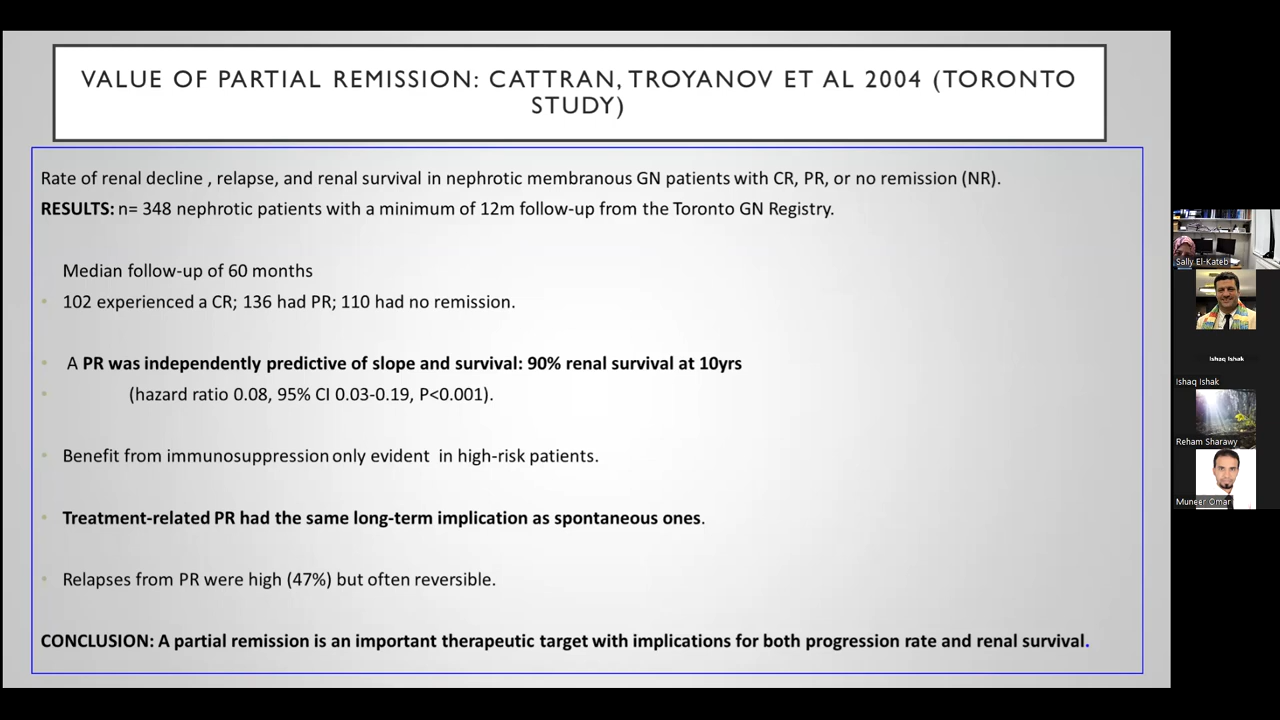 VALUE OF PARTIAL REMISSION: CATTRAN, TROYANOV ET AL 2004 (TORONTO
STUDY)
Rate of renal decline , relapse, and renal survival in nephrotic membranous GN patients with CR, PR, or no remission (NR).
RESULTS: n= 348 nephrotic patients with a minimum of 12m follow-up from the Toronto GN Registry.
Median follow-up of 60 months
• 102 experienced a CR; 136 had PR; 110 had no remission.
• A PR was independently predictive of slope and survival: 90% renal survival at 10yrs
• (hazard ratio 0.08, 95% CI 0.03-0.19, P<0.001).
• Benefit from immunosuppression only evident in high-risk patients.
• Treatment-related PR had the same long-term implication as spontaneous ones.
• Relapses from PR were high (47%) but often reversible.
CONCLUSION: A partial remission is an important therapeutic target with implications for both progression rate and renal survival.
Sally El-Kateb
Ishaq Ishak
Ishaq Ishak
Reham Sharawy
Muneer Omar